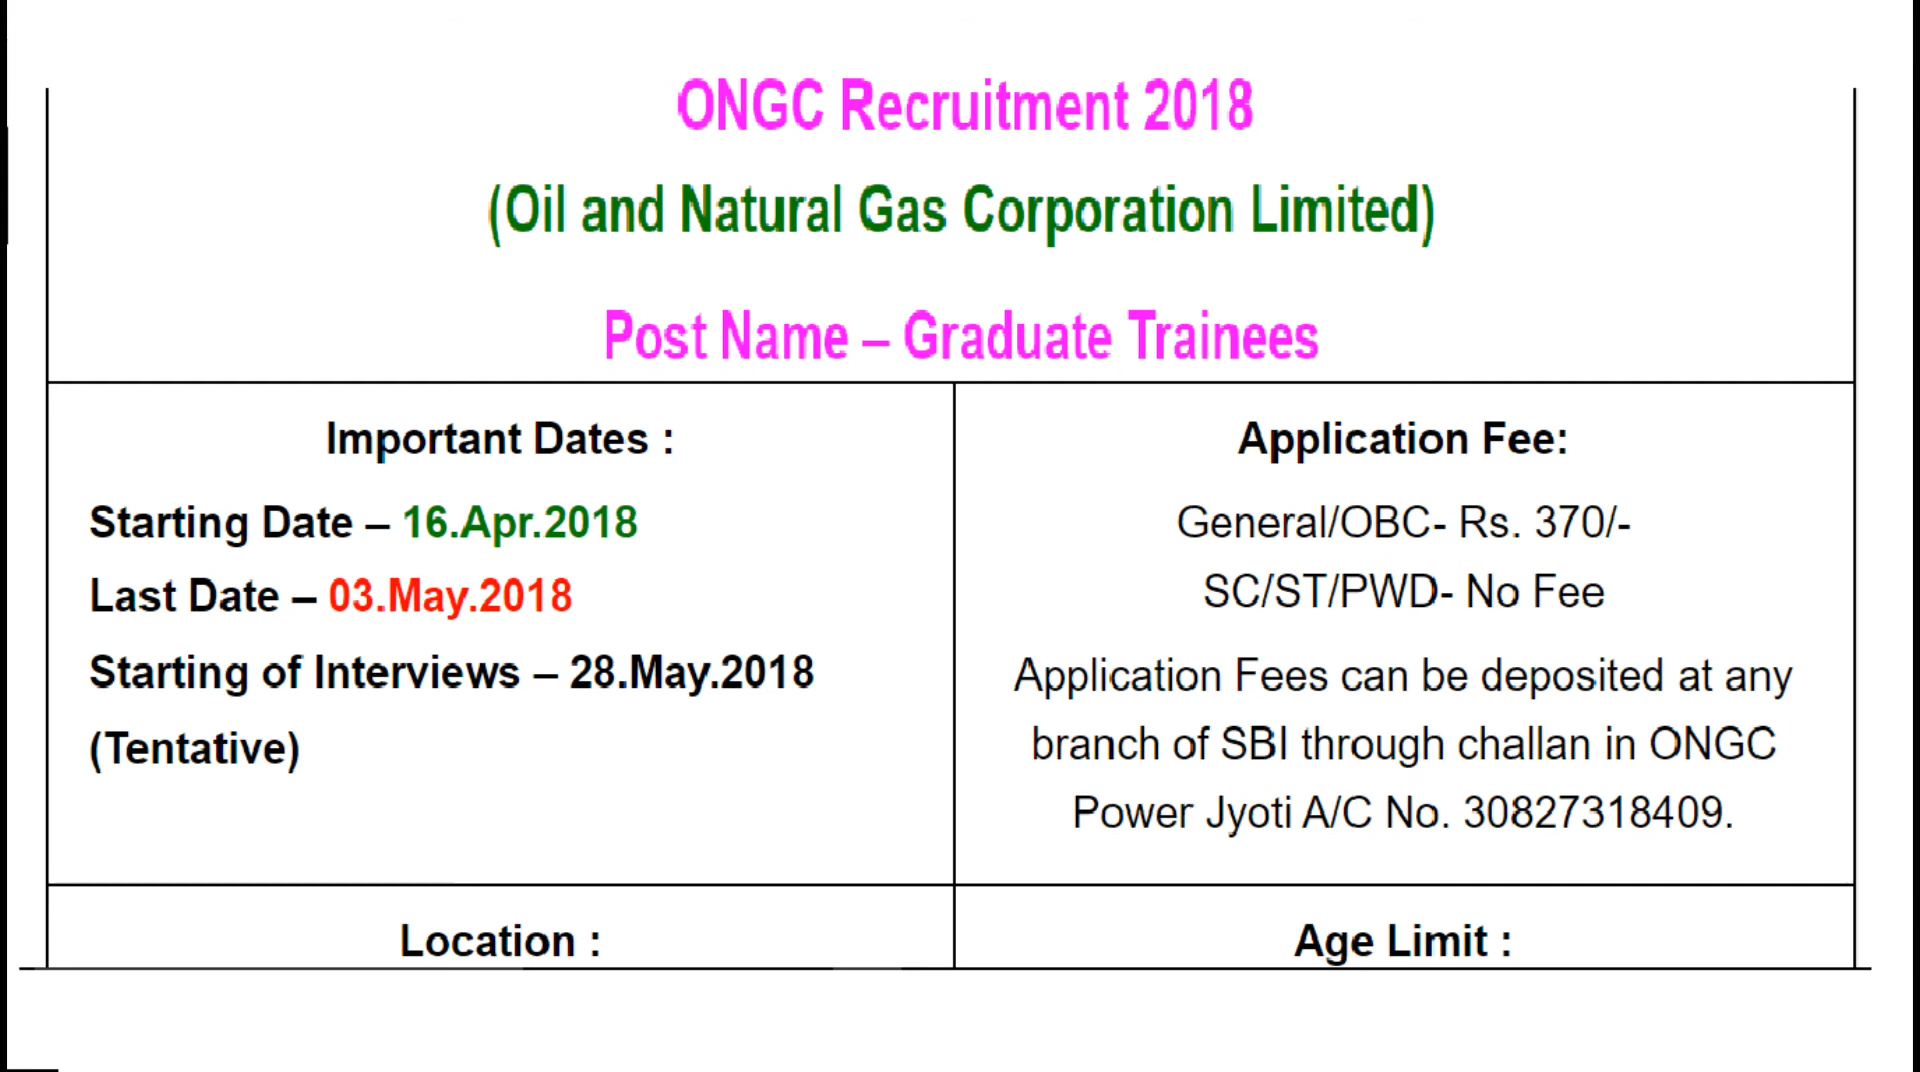 ONGC Recruitment 2018
(Oil and Natural Gas Corporation Limited)
Post Name – Graduate Trainees
Important Dates :
Starting Date – 16.Apr.2018
Last Date – 03.May.2018
Starting of Interviews – 28.May.2018
(Tentative)
Application Fee:
General/OBC- Rs. 370/-
SC/ST/PWD- No Fee
Application Fees can be deposited at any
branch of SBI through challan in ONGC
Power Jyoti A/C No. 30827318409.
Location :
Age Limit :